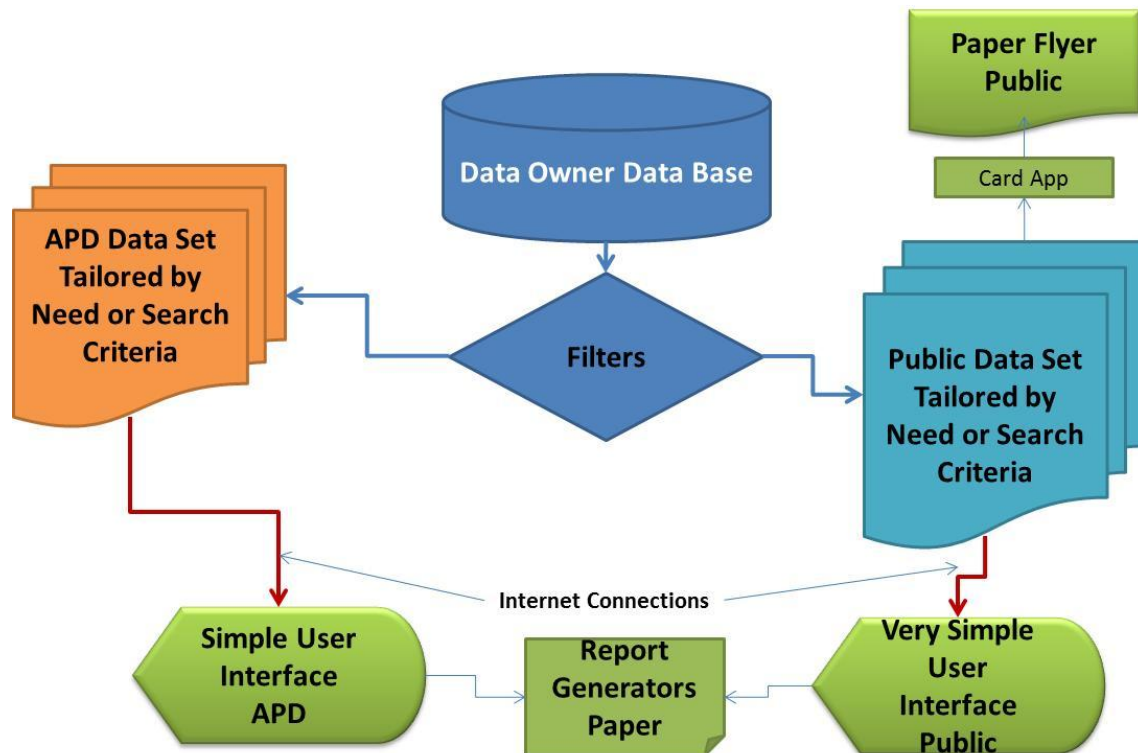 Paper Flyer
Public
Card App
Data Owner Data Base
APD Data Set
Tailored by
Need or Search
Criteria
Filters
Public Data Set
Tailored by
Need or Search
Criteria
Internet Connections
Simple User
Interface
APD
Report
Generators
Paper
Very Simple
User
Interface
Public